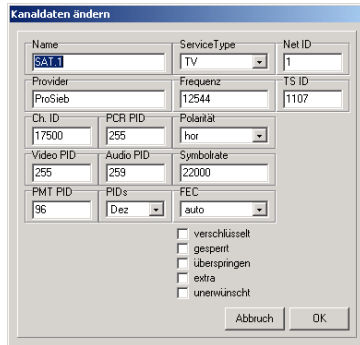 Kanaldaten ändern
Name ServiceType Net ID
SAT.1 TV 1
Provider Frequenz TS ID
ProSieb 12544 1107
Ch. ID PCR PID Polarität
17500 255 hor
Video PID Audio PID Symbolrate
255 259 22000
PMT PID PIDs FEC
96 Dez auto
verschlüsselt
gesperrt
überspringen
extra
unerwünscht
Abbruch OK